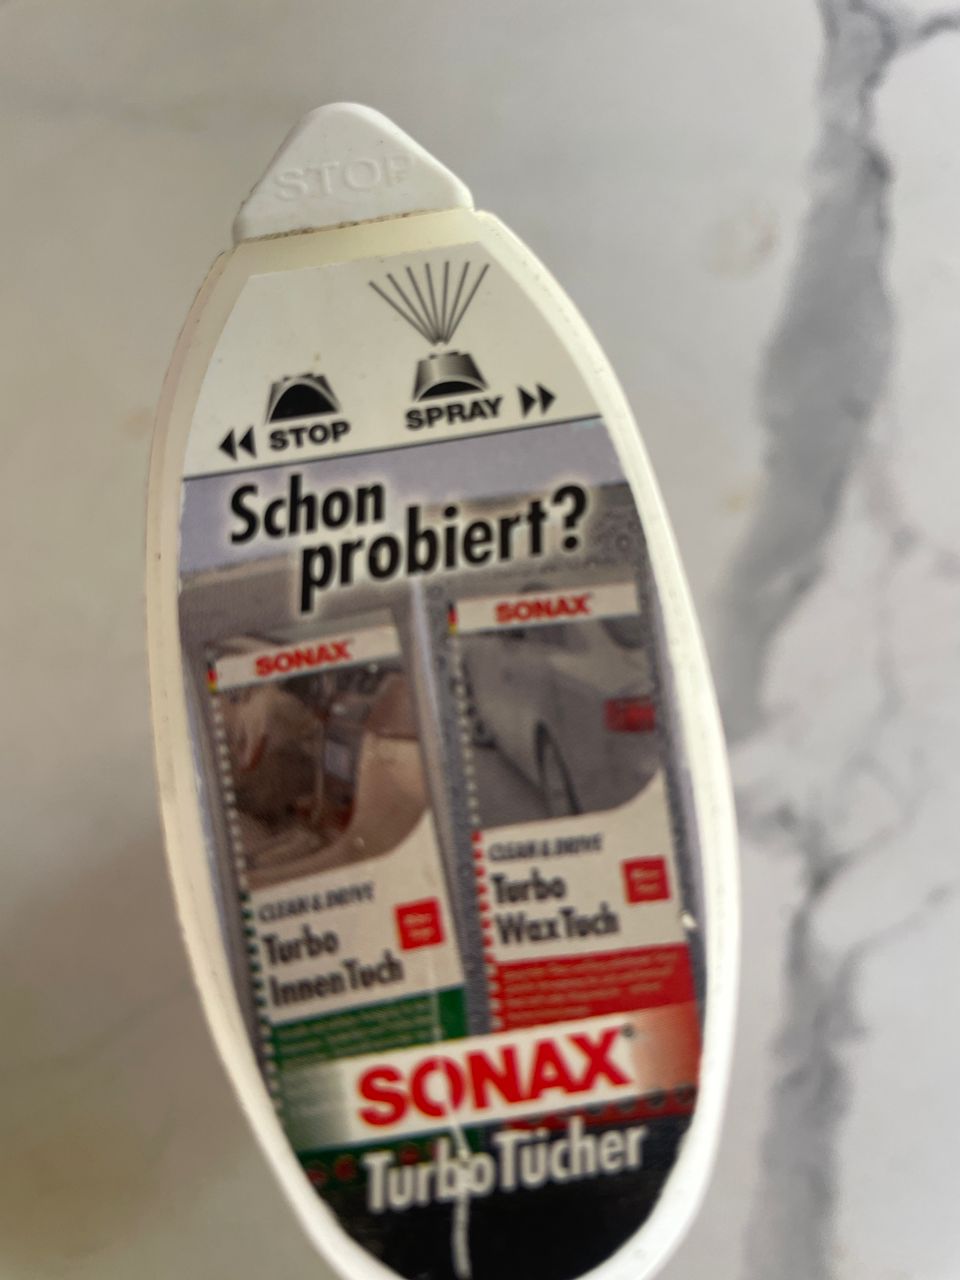 STOP
STOP SPRAY
Schon
probiert?
SONAX
SONAX
CLEAN & DRIVE
Turbo
InnenTuch
CLEAN & DRIVE
Turbo
WaxTuch
SONAX
TurboTücher